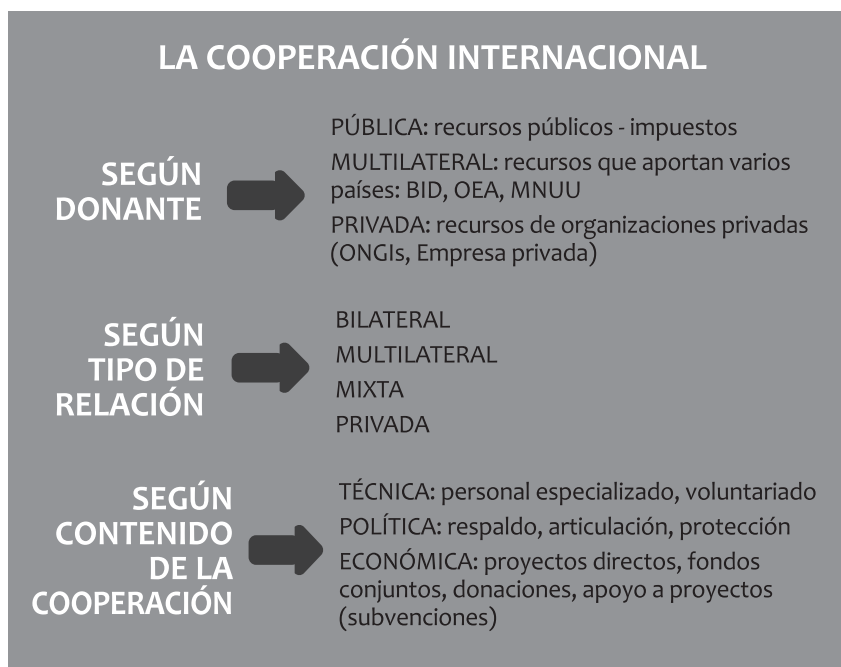 LA COOPERACIÓN INTERNACIONAL
SEGÚN
DONANTE
PÚBLICA: recursos públicos - impuestos
MULTILATERAL: recursos que aportan varios
países: BID, OEA, MNUU
PRIVADA: recursos de organizaciones privadas
(ONGIs, Empresa privada)
SEGÚN
TIPO DE
RELACIÓN
BILATERAL
MULTILATERAL
MIXTA
PRIVADA
SEGÚN
CONTENIDO
DE LA
COOPERACIÓN
TÉCNICA: personal especializado, voluntariado
POLÍTICA: respaldo, articulación, protección
ECONÓMICA: proyectos directos, fondos
conjuntos, donaciones, apoyo a proyectos
(subvenciones)